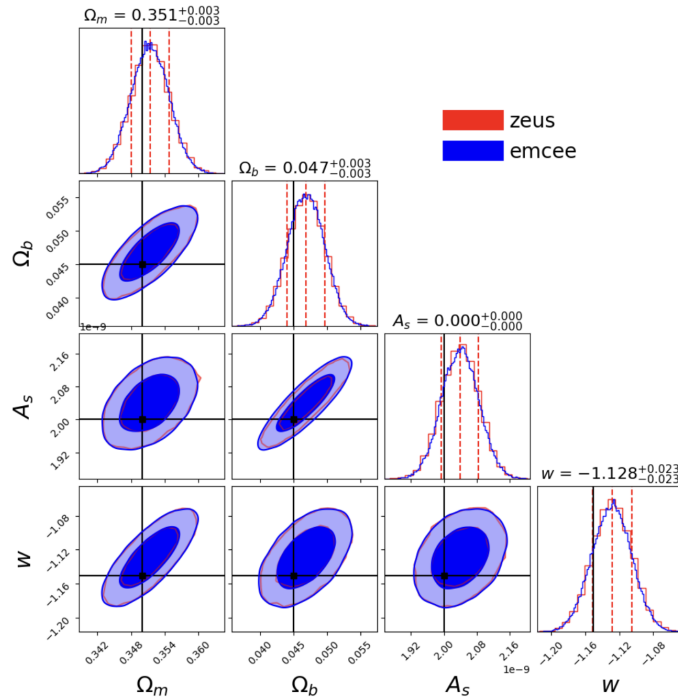 Ω_m = 0.351^{+0.003}_{-0.003}
zeus
emcee
Ω_b = 0.047^{+0.003}_{-0.003}
Ω_b
0.055
0.050
0.045
0.040
1e-9
A_s = 0.000^{+0.000}_{-0.000}
A_s
2.16
2.08
2.00
1.92
w = −1.128^{+0.023}_{-0.023}
w
−1.08
−1.12
−1.16
−1.20
0.342 0.348 0.354 0.360
0.040 0.045 0.050 0.055
1.92 2.00 2.08 2.16
1e-9
−1.20 −1.16 −1.12 −1.08
Ω_m Ω_b A_s w